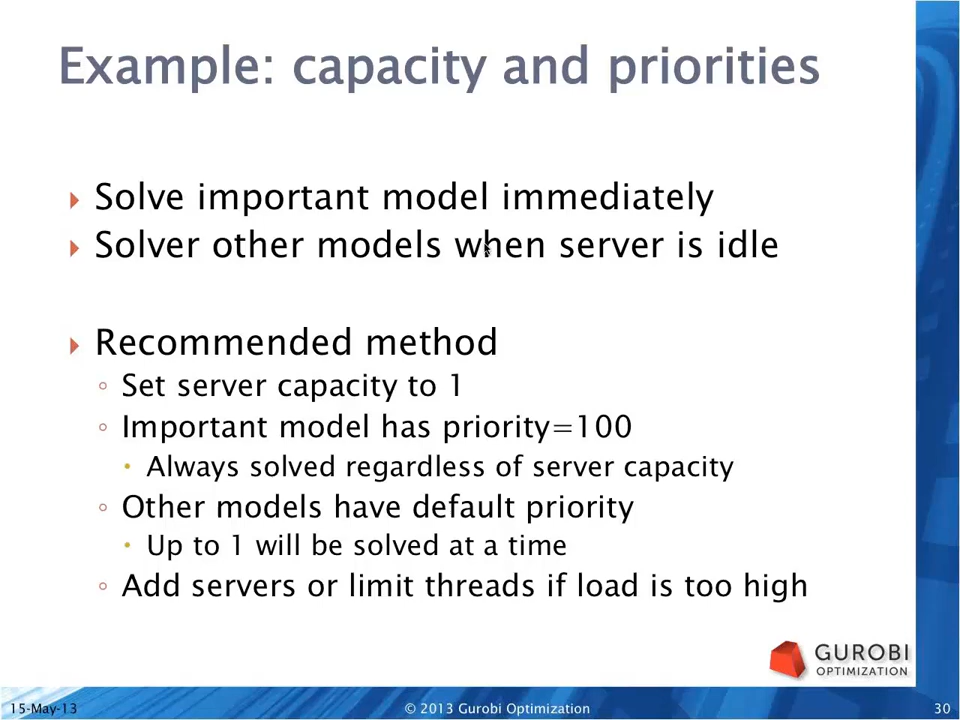 Example: capacity and priorities
Solve important model immediately
Solver other models when server is idle
Recommended method
Set server capacity to 1
Important model has priority=100
Always solved regardless of server capacity
Other models have default priority
Up to 1 will be solved at a time
Add servers or limit threads if load is too high
GUROBI
OPTIMIZATION
15-May-13
© 2013 Gurobi Optimization
30